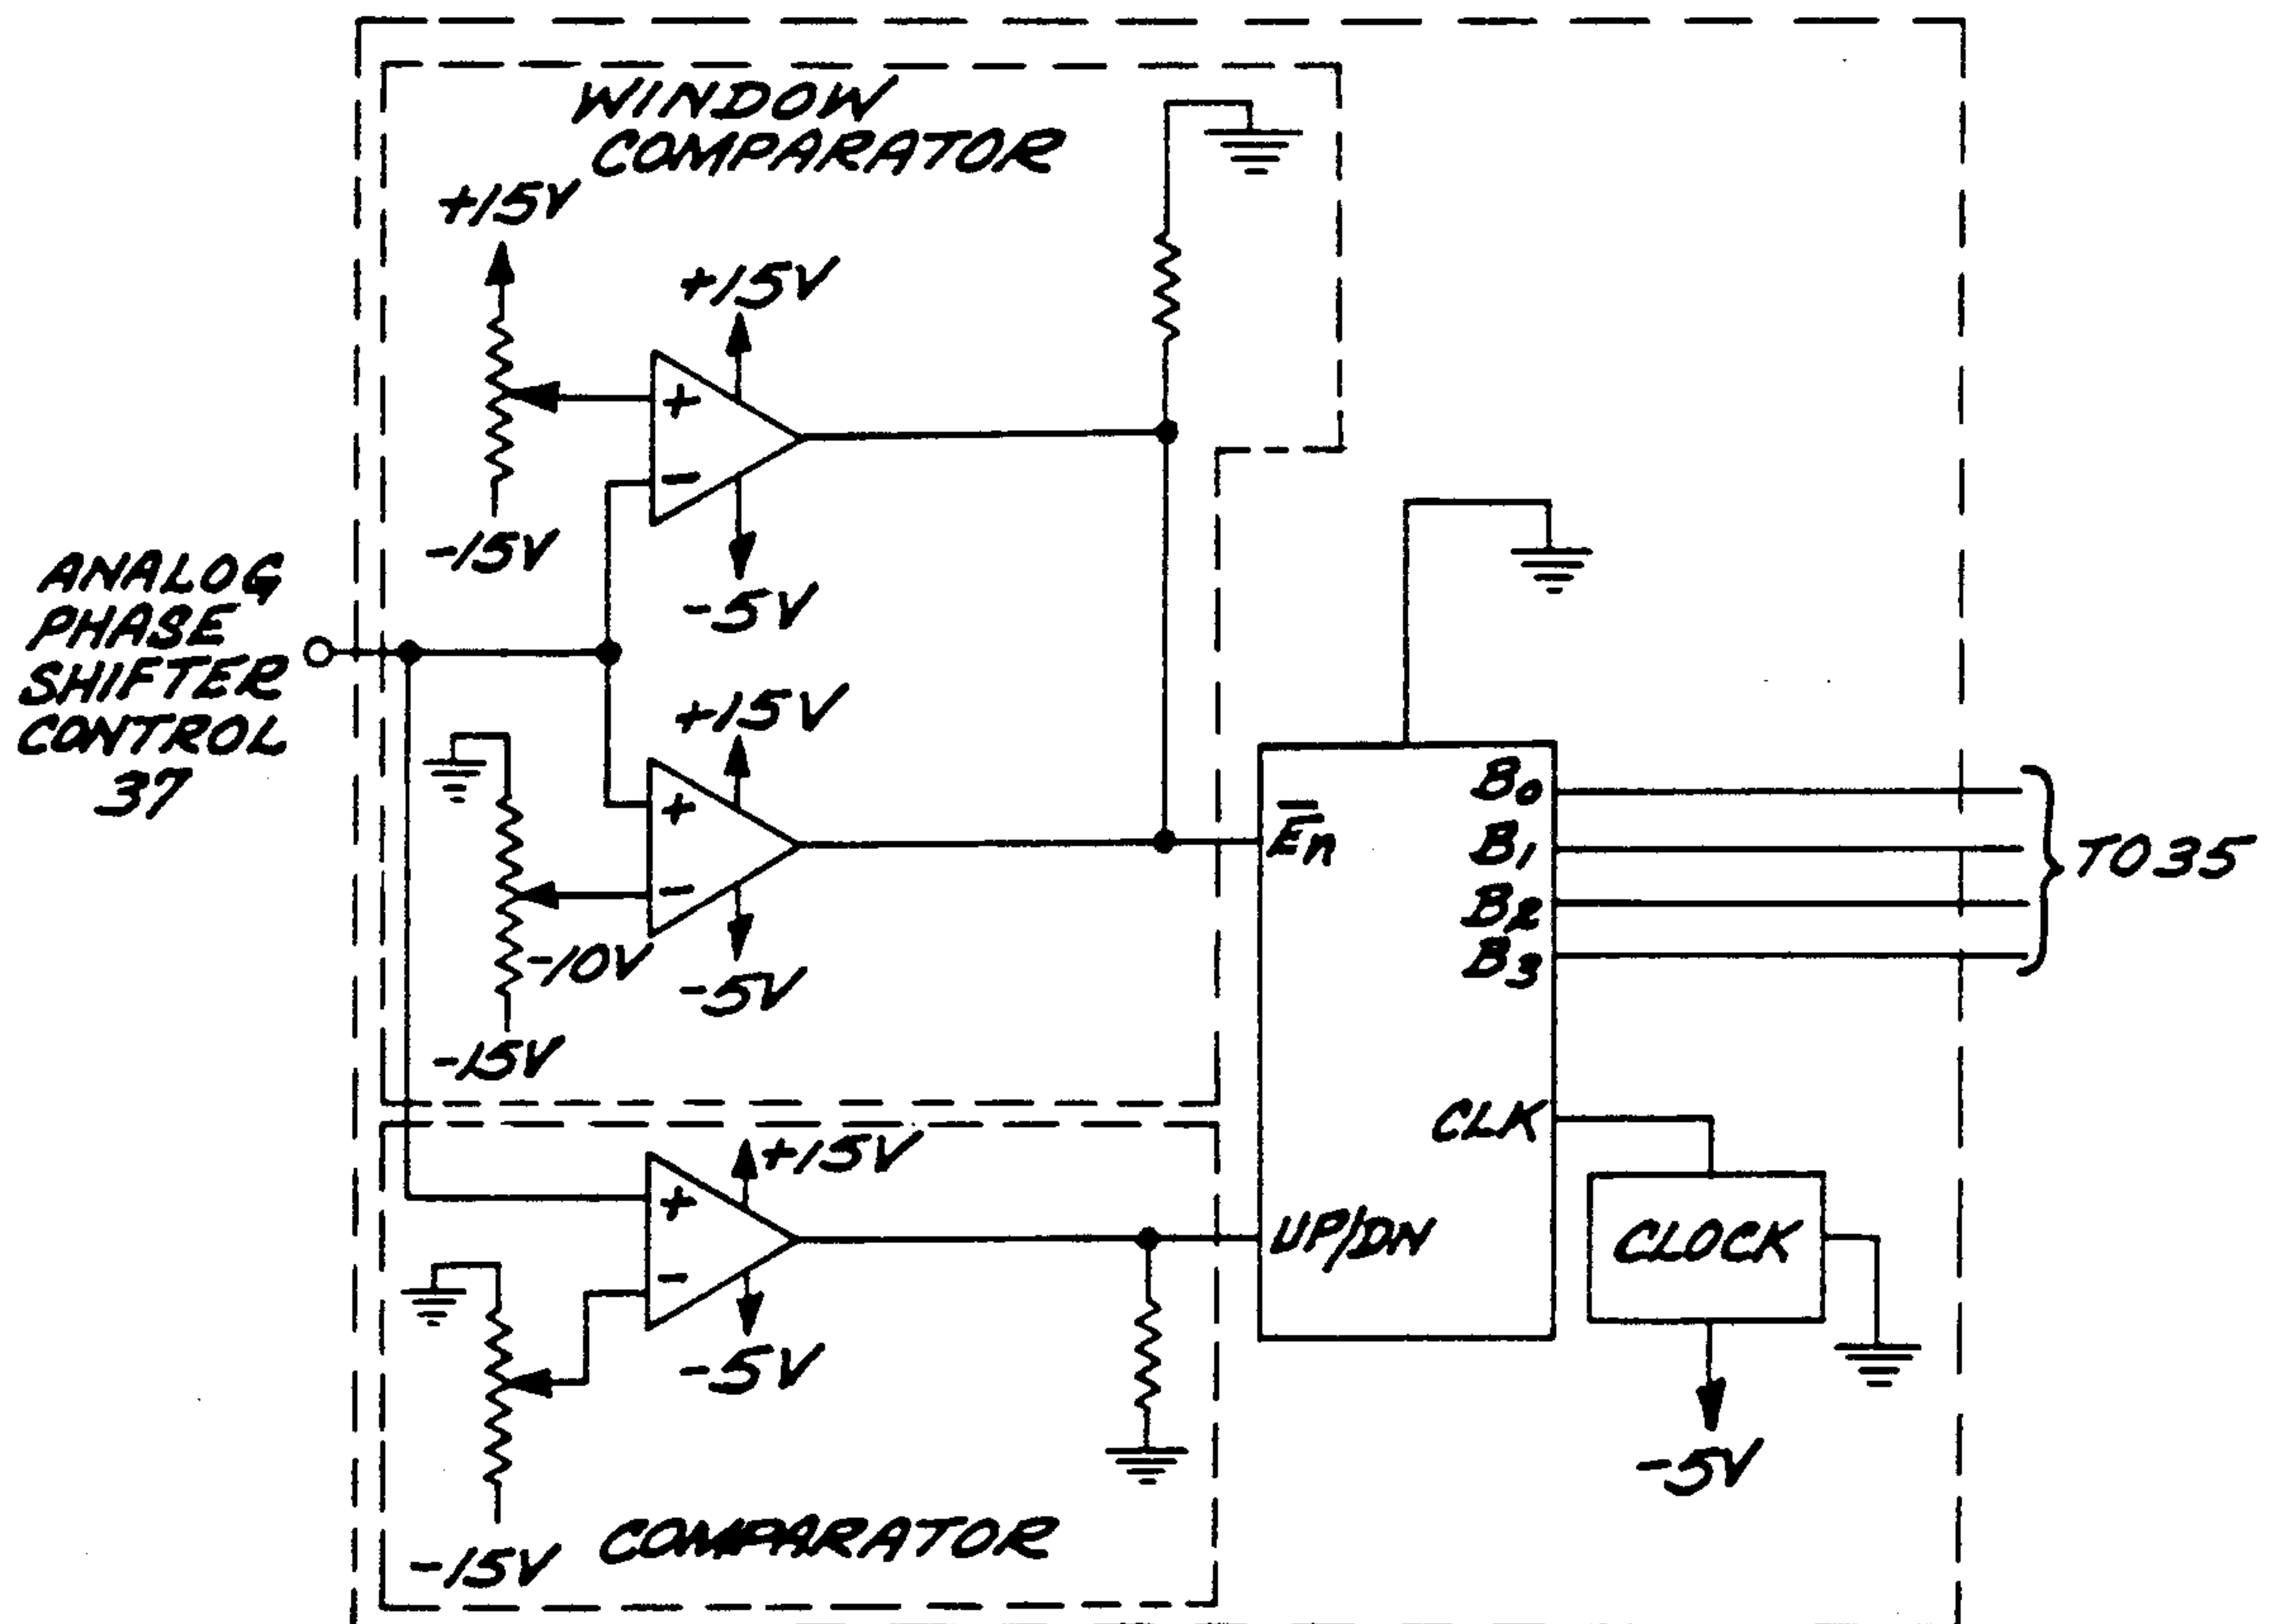 WINDOW
COMPARATOR
+15V
+15V
+
-
-15V
-5V
ANALOG
PHASE
SHIFTER
CONTROL
37
+15V
+
-
-10V
-5V
-15V
En
B0
B1
B2
B3
TO 35
CLK
+15V
+
-
UP/DN
CLOCK
-5V
-5V
-15V
COMPARATOR